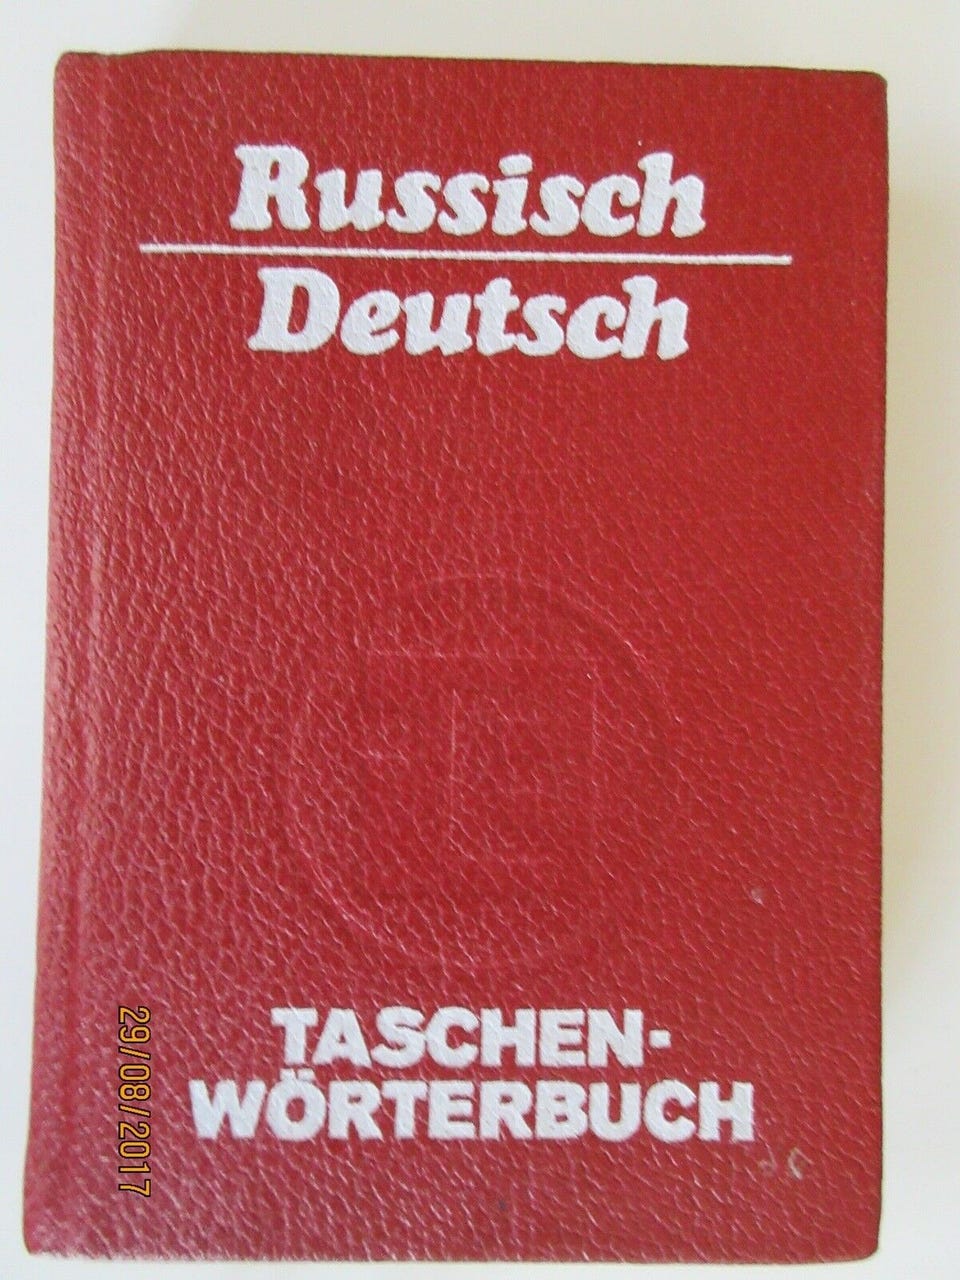 Russisch
Deutsch
TASCHEN-
WÖRTERBUCH
29/08/2017